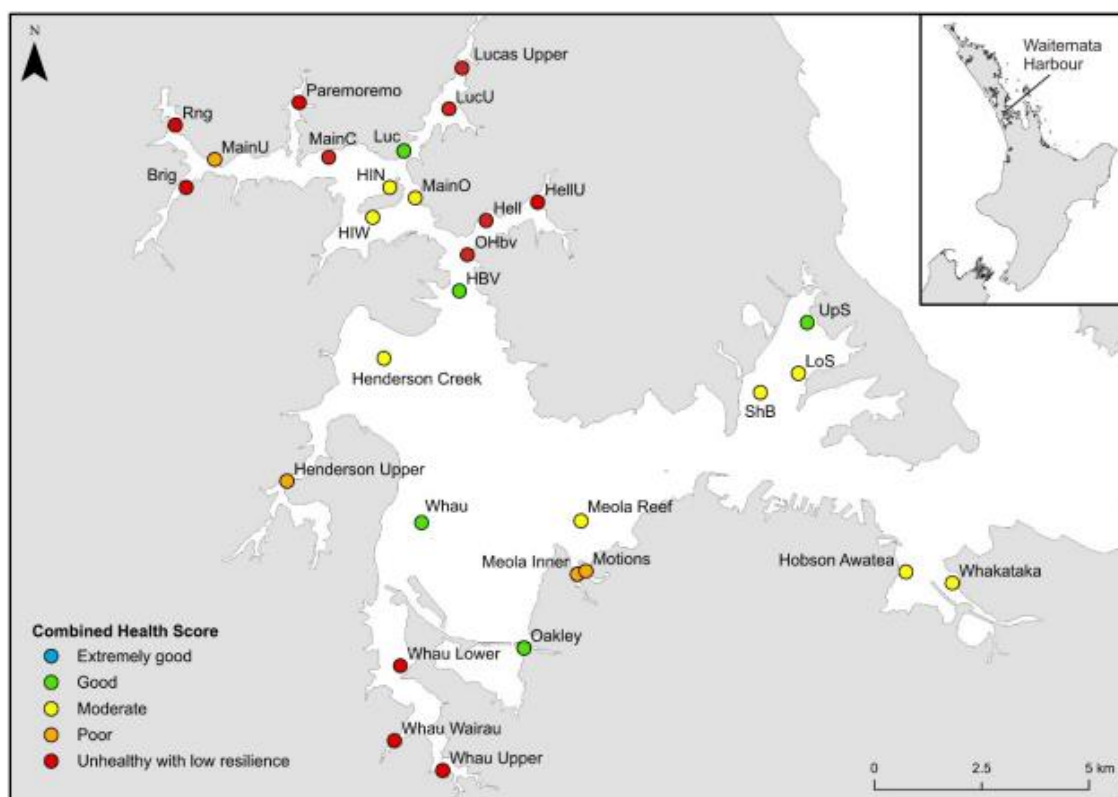 N
Waitemata
Harbour
Lucas Upper
Paremoremo
LucU
Rng
Luc
MainC
MainU
HIN
MainO
Brig
HellU
Hell
HIW
OHbv
HBV
UpS
LoS
Henderson Creek
ShB
Henderson Upper
Whau
Meola Reef
Meola Inner
Motions
Hobson Awatea
Whakataka
Oakley
Whau Lower
Whau Wairau
Whau Upper
Combined Health Score
Extremely good
Good
Moderate
Poor
Unhealthy with low resilience
0 2.5 5 km